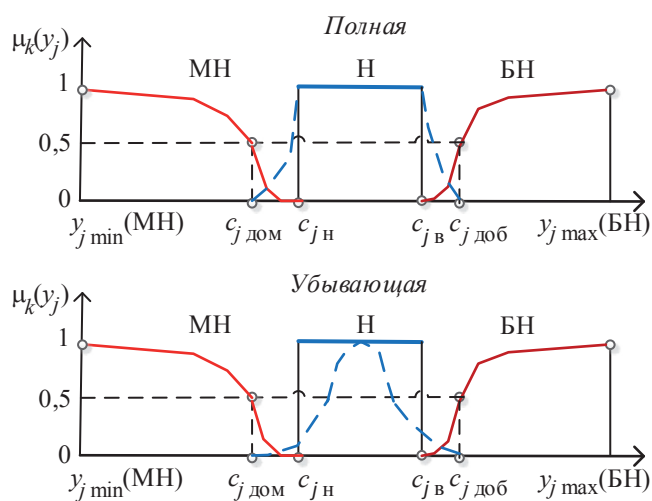 Полная
μk(yj)
МН Н БН
1
0,5
0
yj min(МН) cj дом cj н cj в cj доб yj max(БН)
Убывающая
μk(yj)
МН Н БН
1
0,5
0
yj min(МН) cj дом cj н cj в cj доб yj max(БН)